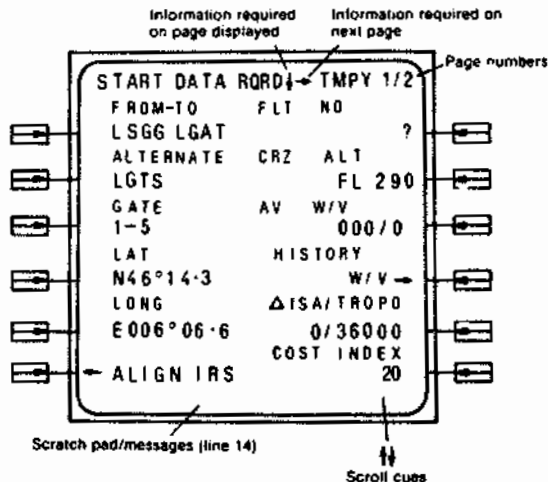 Information required
on page displayed
Information required on
next page
Page numbers
START DATA RQRD↓→ TMPY 1/2
FROM-TO FLT NO
LSGG LGAT ?
ALTERNATE CRZ ALT
LGTS FL 290
GATE AV W/V
1-5 000/0
LAT HISTORY
N46°14·3 W/V→
LONG ΔISA/TROPO
E006°06·6 0/36000
COST INDEX
←ALIGN IRS 20
Scratch pad/messages (line 14)
Scroll cues